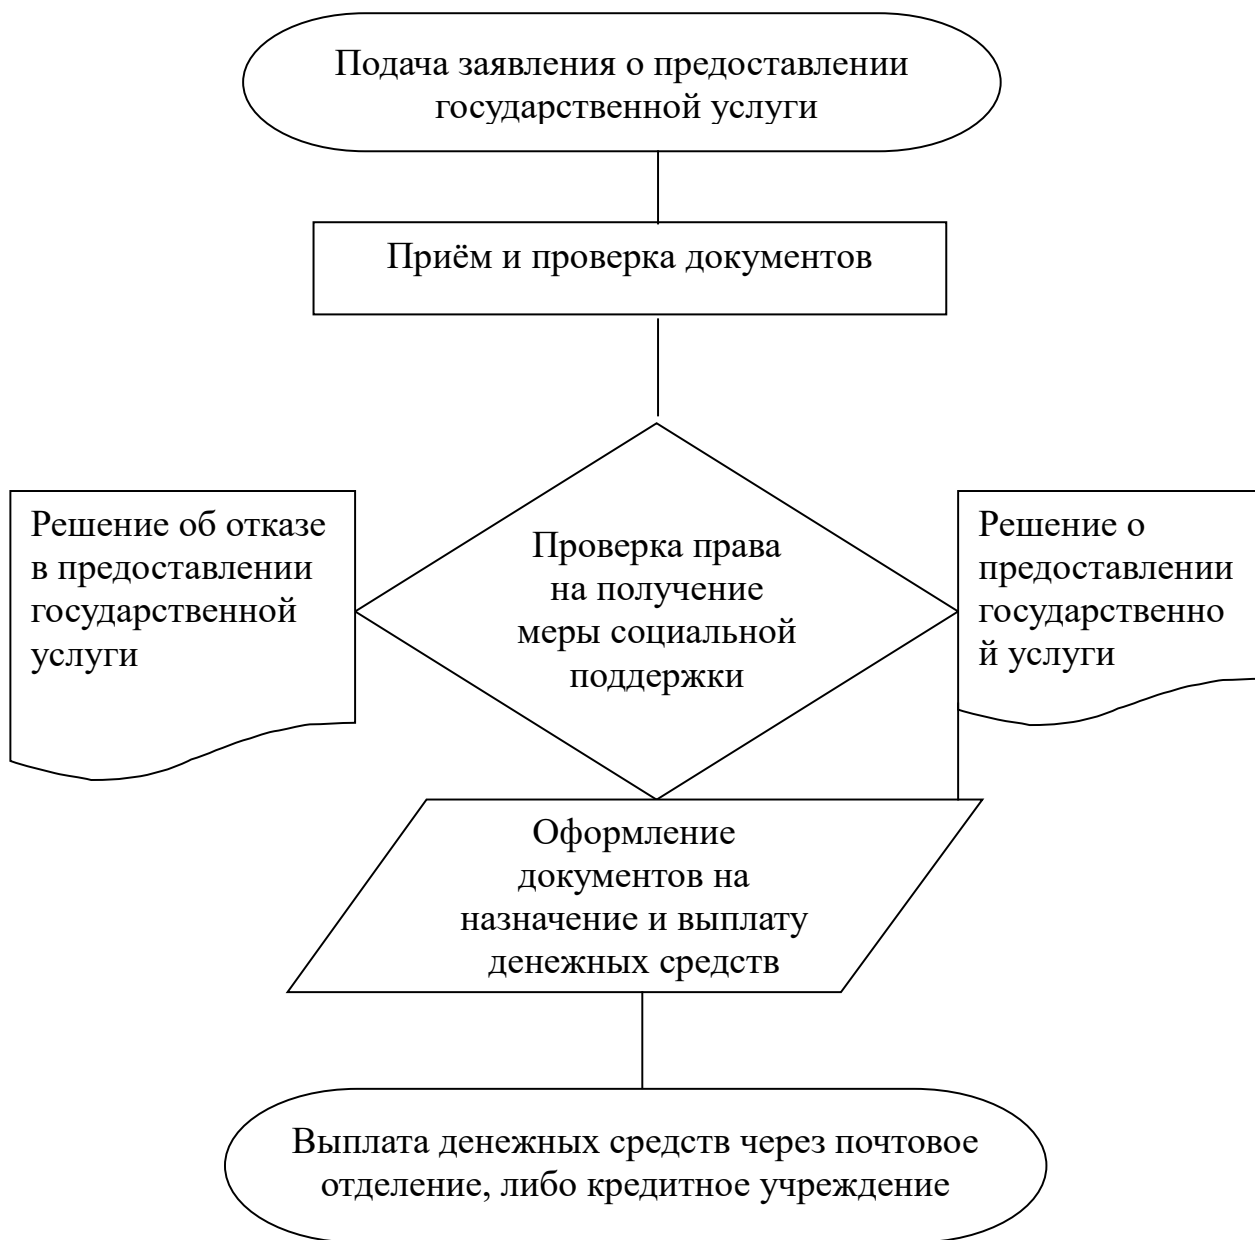 Подача заявления о предоставлении
государственной услуги
Приём и проверка документов
Решение об отказе
в предоставлении
государственной
услуги
Проверка права
на получение
меры социальной
поддержки
Решение о
предоставлении
государственно
й услуги
Оформление
документов на
назначение и выплату
денежных средств
Выплата денежных средств через почтовое
отделение, либо кредитное учреждение